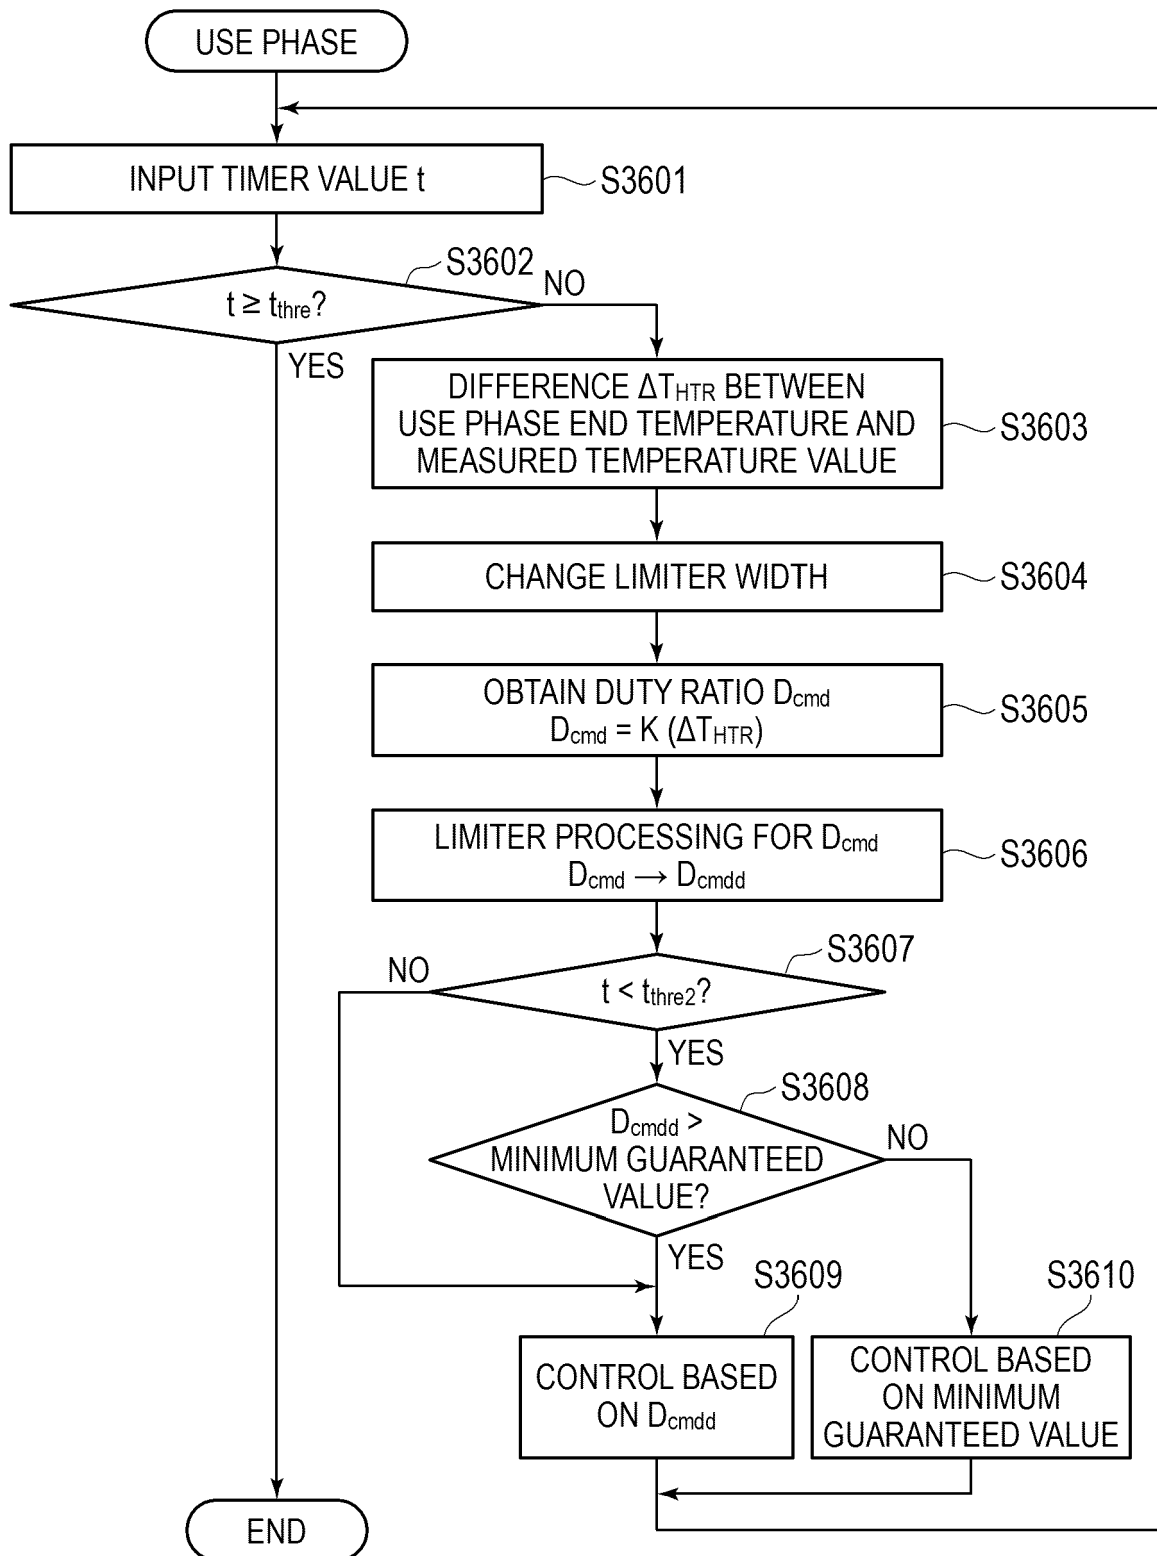 USE PHASE
INPUT TIMER VALUE t
S3601
S3602
t ≥ tthre?
NO
YES
DIFFERENCE ΔTHTR BETWEEN
USE PHASE END TEMPERATURE AND
MEASURED TEMPERATURE VALUE
S3603
CHANGE LIMITER WIDTH
S3604
OBTAIN DUTY RATIO Dcmd
Dcmd = K (ΔTHTR)
S3605
LIMITER PROCESSING FOR Dcmd
Dcmd → Dcmdd
S3606
S3607
NO
t < tthre2?
YES
S3608
Dcmdd >
MINIMUM GUARANTEED
VALUE?
NO
YES
S3609
S3610
CONTROL BASED
ON Dcmdd
CONTROL BASED
ON MINIMUM
GUARANTEED VALUE
END